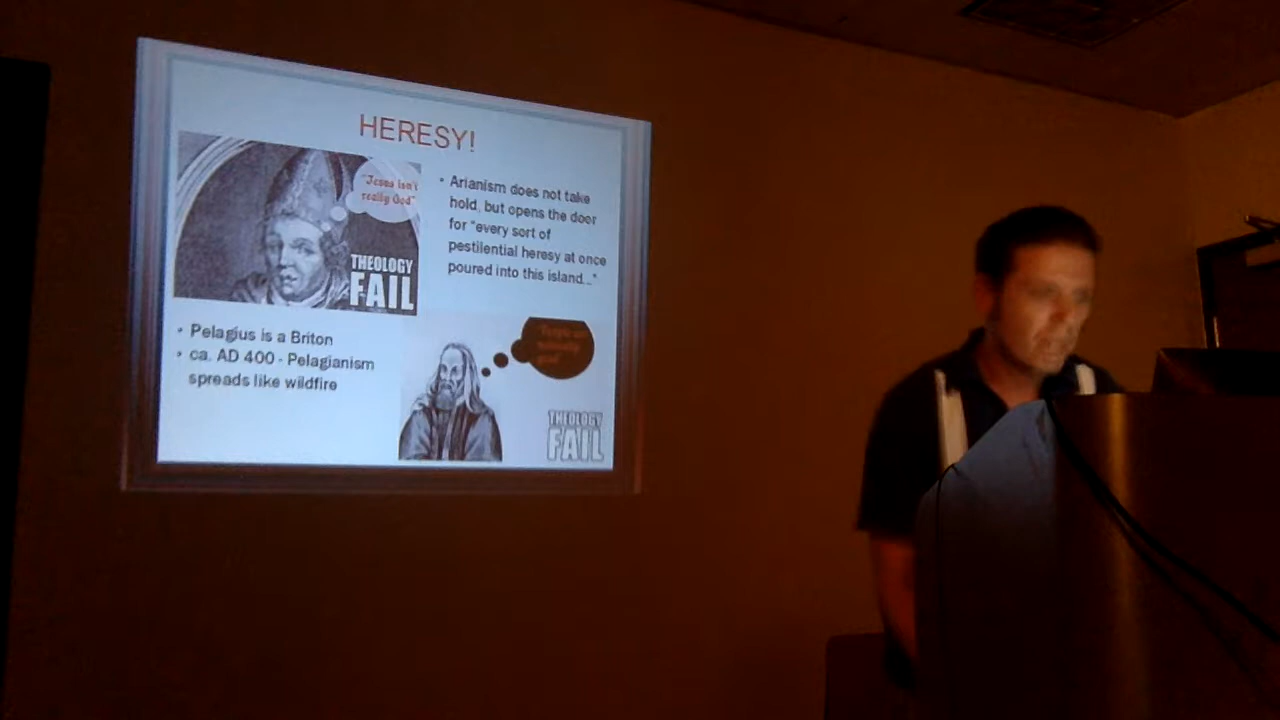 HERESY!
"Jesus isn't
really God"
THEOLOGY
FAIL
• Arianism does not take
hold, but opens the door
for "every sort of
pestilential heresy at once
poured into this island..."
• Pelagius is a Briton
• ca. AD 400 - Pelagianism
spreads like wildfire
THEOLOGY
FAIL